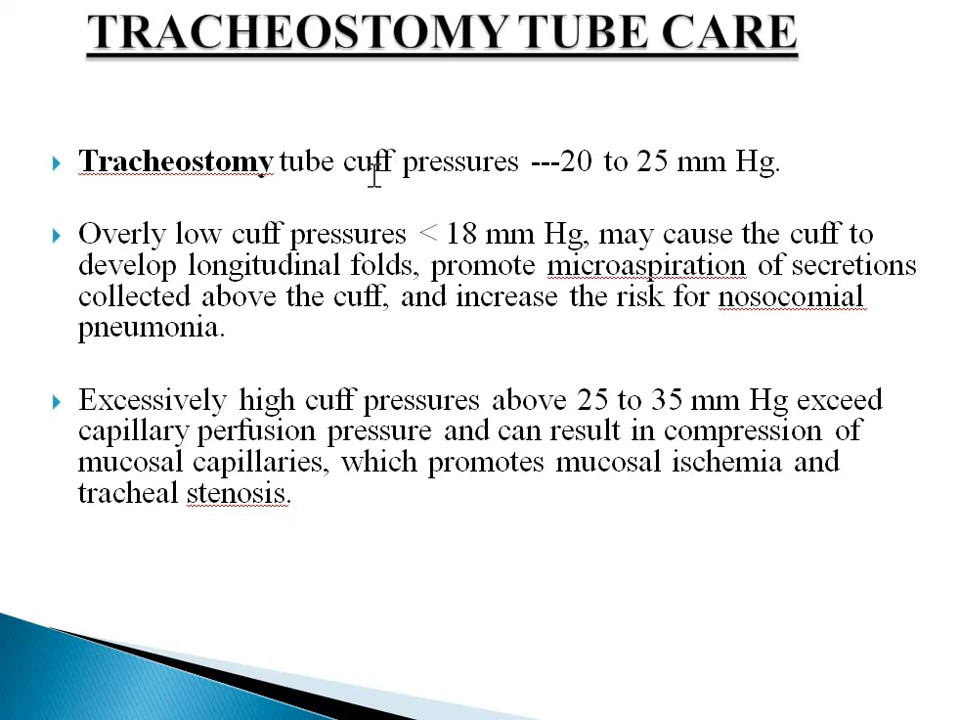 TRACHEOSTOMY TUBE CARE
Tracheostomy tube cuff pressures ---20 to 25 mm Hg.
Overly low cuff pressures < 18 mm Hg, may cause the cuff to
develop longitudinal folds, promote microaspiration of secretions
collected above the cuff, and increase the risk for nosocomial
pneumonia.
Excessively high cuff pressures above 25 to 35 mm Hg exceed
capillary perfusion pressure and can result in compression of
mucosal capillaries, which promotes mucosal ischemia and
tracheal stenosis.